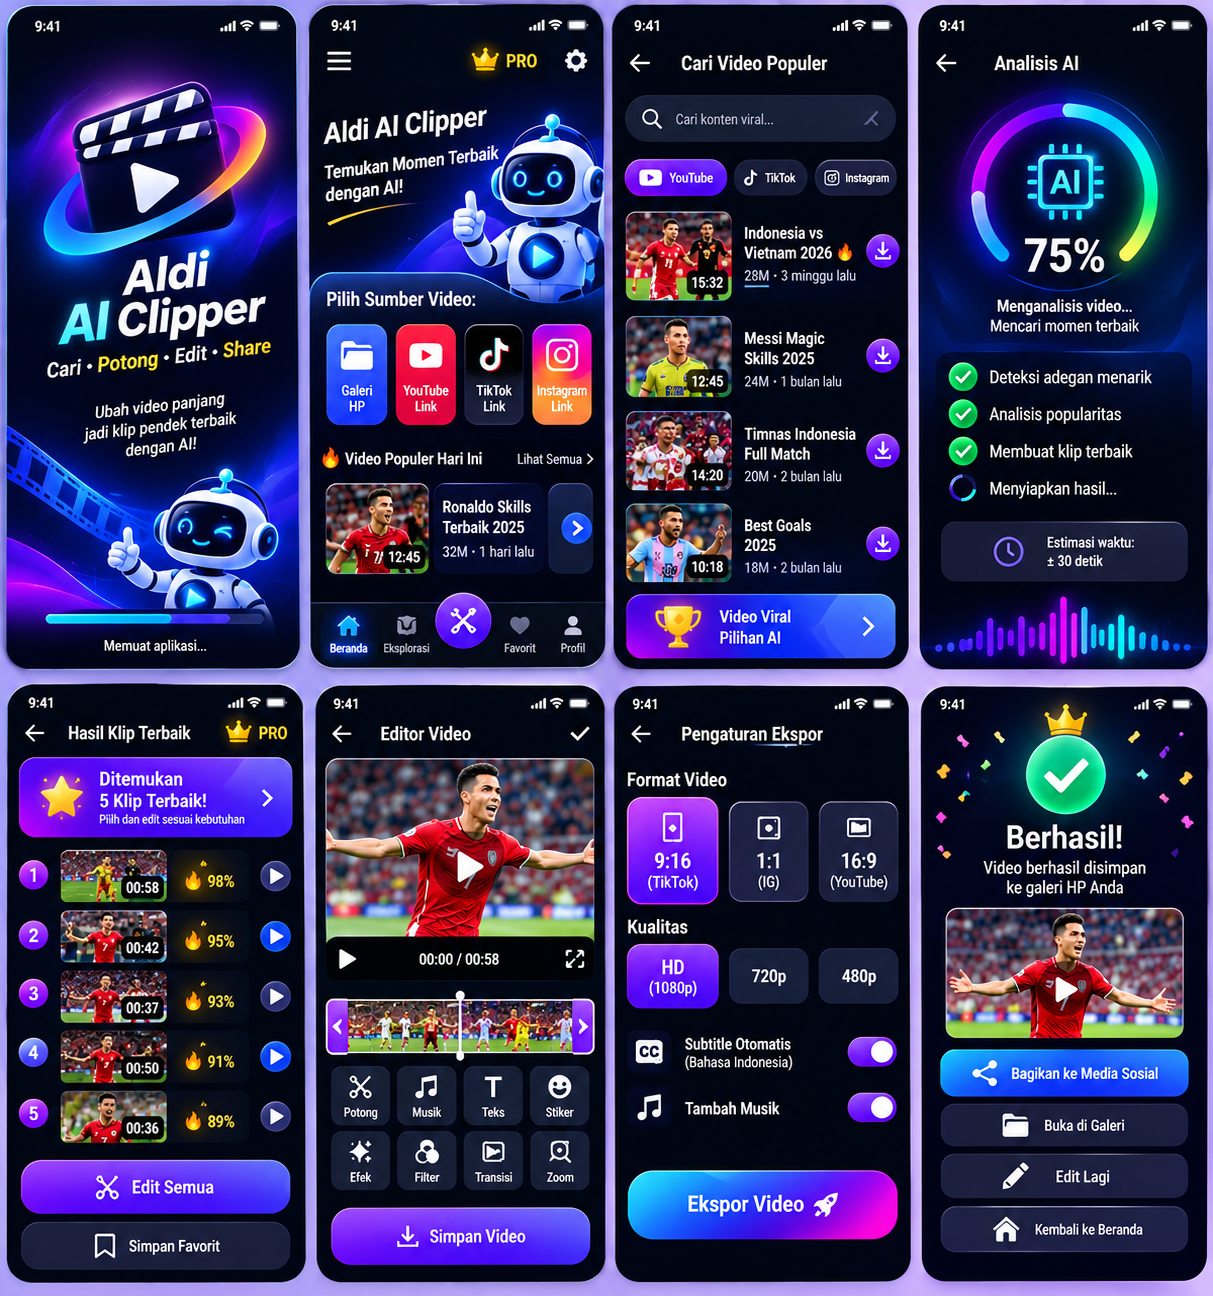 9:41
Aldi
AI Clipper
Cari • Potong • Edit • Share
Ubah video panjang
jadi klip pendek terbaik
dengan AI!
Memuat aplikasi...
9:41
PRO
Aldi AI Clipper
Temukan Momen Terbaik
dengan AI!
Pilih Sumber Video:
Galeri
HP
YouTube
Link
TikTok
Link
Instagram
Link
Video Populer Hari Ini
Lihat Semua
12:45
Ronaldo Skills
Terbaik 2025
32M • 1 hari lalu
Beranda
Eksplorasi
Favorit
Profil
9:41
Cari Video Populer
Cari konten viral...
YouTube
TikTok
Instagram
15:32
Indonesia vs
Vietnam 2026 🔥
28M • 3 minggu lalu
12:45
Messi Magic
Skills 2025
24M • 1 bulan lalu
14:20
Timnas Indonesia
Full Match
20M • 2 bulan lalu
10:18
Best Goals
2025
18M • 2 bulan lalu
Video Viral
Pilihan AI
9:41
Analisis AI
AI
75%
Menganalisis video...
Mencari momen terbaik
Deteksi adegan menarik
Analisis popularitas
Membuat klip terbaik
Menyiapkan hasil...
Estimasi waktu:
± 30 detik
9:41
Hasil Klip Terbaik
PRO
Ditemukan
5 Klip Terbaik!
Piilh dan edit sesuai kebutuhan
1
00:58
98%
2
00:42
95%
3
00:37
93%
4
00:50
91%
5
00:36
89%
Edit Semua
Simpan Favorit
9:41
Editor Video
7
00:00 / 00:58
Potong
Musik
Teks
Stiker
Efek
Filter
Transisi
Zoom
Simpan Video
9:41
Pengaturan Ekspor
Format Video
9:16
(TikTok)
1:1
(IG)
16:9
(YouTube)
Kualitas
HD
(1080p)
720p
480p
CC
Subtitle Otomatis
(Bahasa Indonesia)
Tambah Musik
Ekspor Video
9:41
Berhasil!
Video berhasil disimpan
ke galeri HP Anda
7
Bagikan ke Media Sosial
Buka di Galeri
Edit Lagi
Kembali ke Beranda